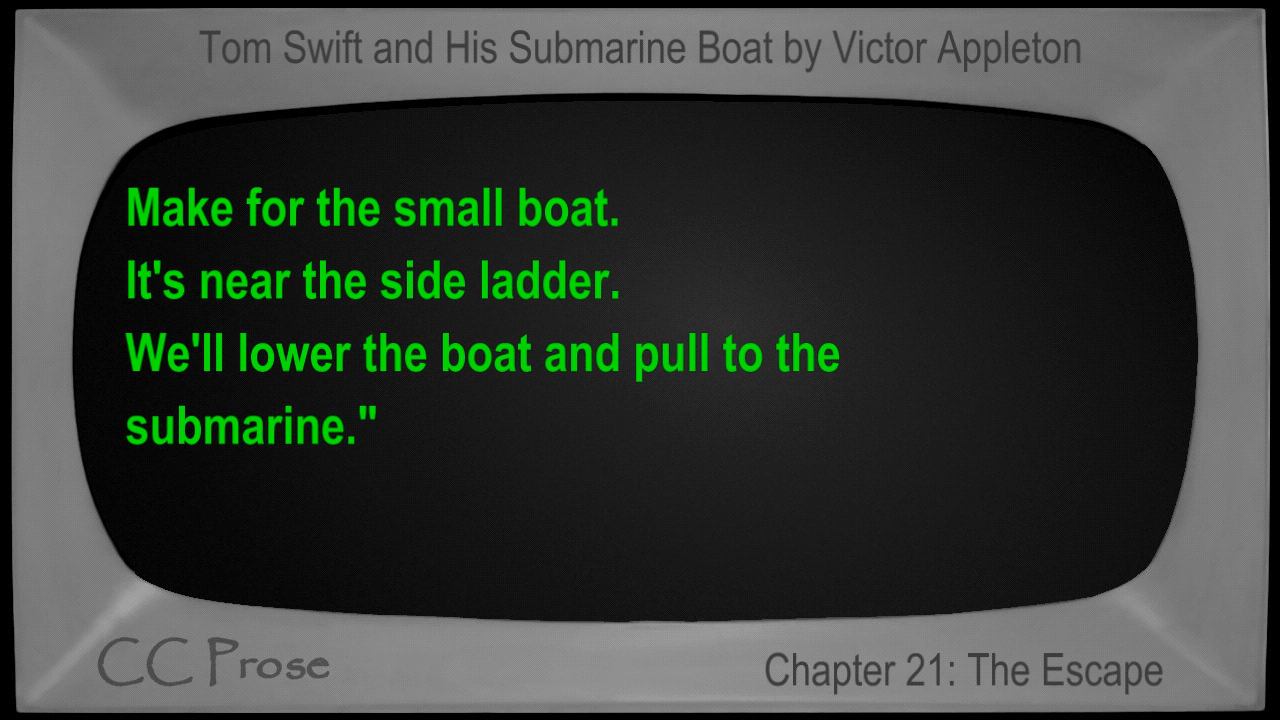 Tom Swift and His Submarine Boat by Victor Appleton
Make for the small boat.
It's near the side ladder.
We'll lower the boat and pull to the
submarine."
CC Prose
Chapter 21: The Escape